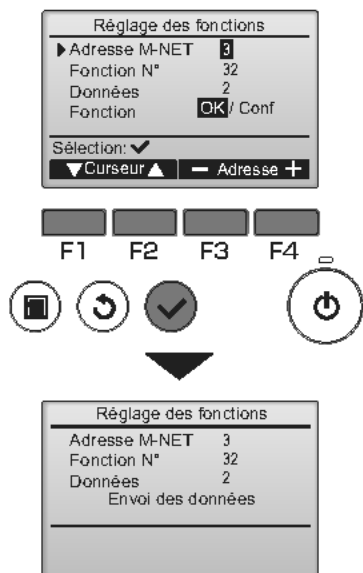 Réglage des fonctions
Adresse M-NET 3
Fonction N° 32
Données 2
Fonction OK / Conf
Sélection: ✔
▼Curseur▲ − Adresse +
F1 F2 F3 F4
Réglage des fonctions
Adresse M-NET 3
Fonction N° 32
Données 2
Envoi des données